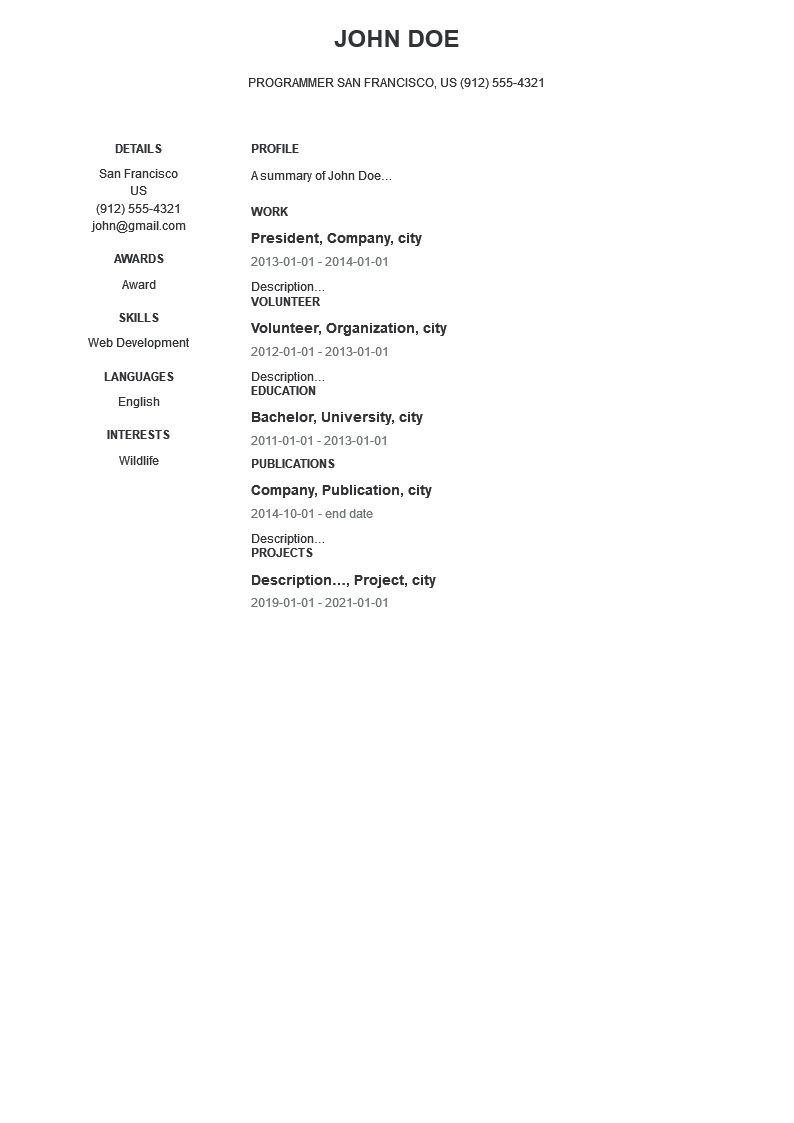 JOHN DOE
PROGRAMMER SAN FRANCISCO, US (912) 555-4321
DETAILS
San Francisco
US
(912) 555-4321
john@gmail.com
AWARDS
Award
SKILLS
Web Development
LANGUAGES
English
INTERESTS
Wildlife
PROFILE
A summary of John Doe…
WORK
President, Company, city
2013-01-01 - 2014-01-01
Description…
VOLUNTEER
Volunteer, Organization, city
2012-01-01 - 2013-01-01
Description…
EDUCATION
Bachelor, University, city
2011-01-01 - 2013-01-01
PUBLICATIONS
Company, Publication, city
2014-10-01 - end date
Description…
PROJECTS
Description…, Project, city
2019-01-01 - 2021-01-01